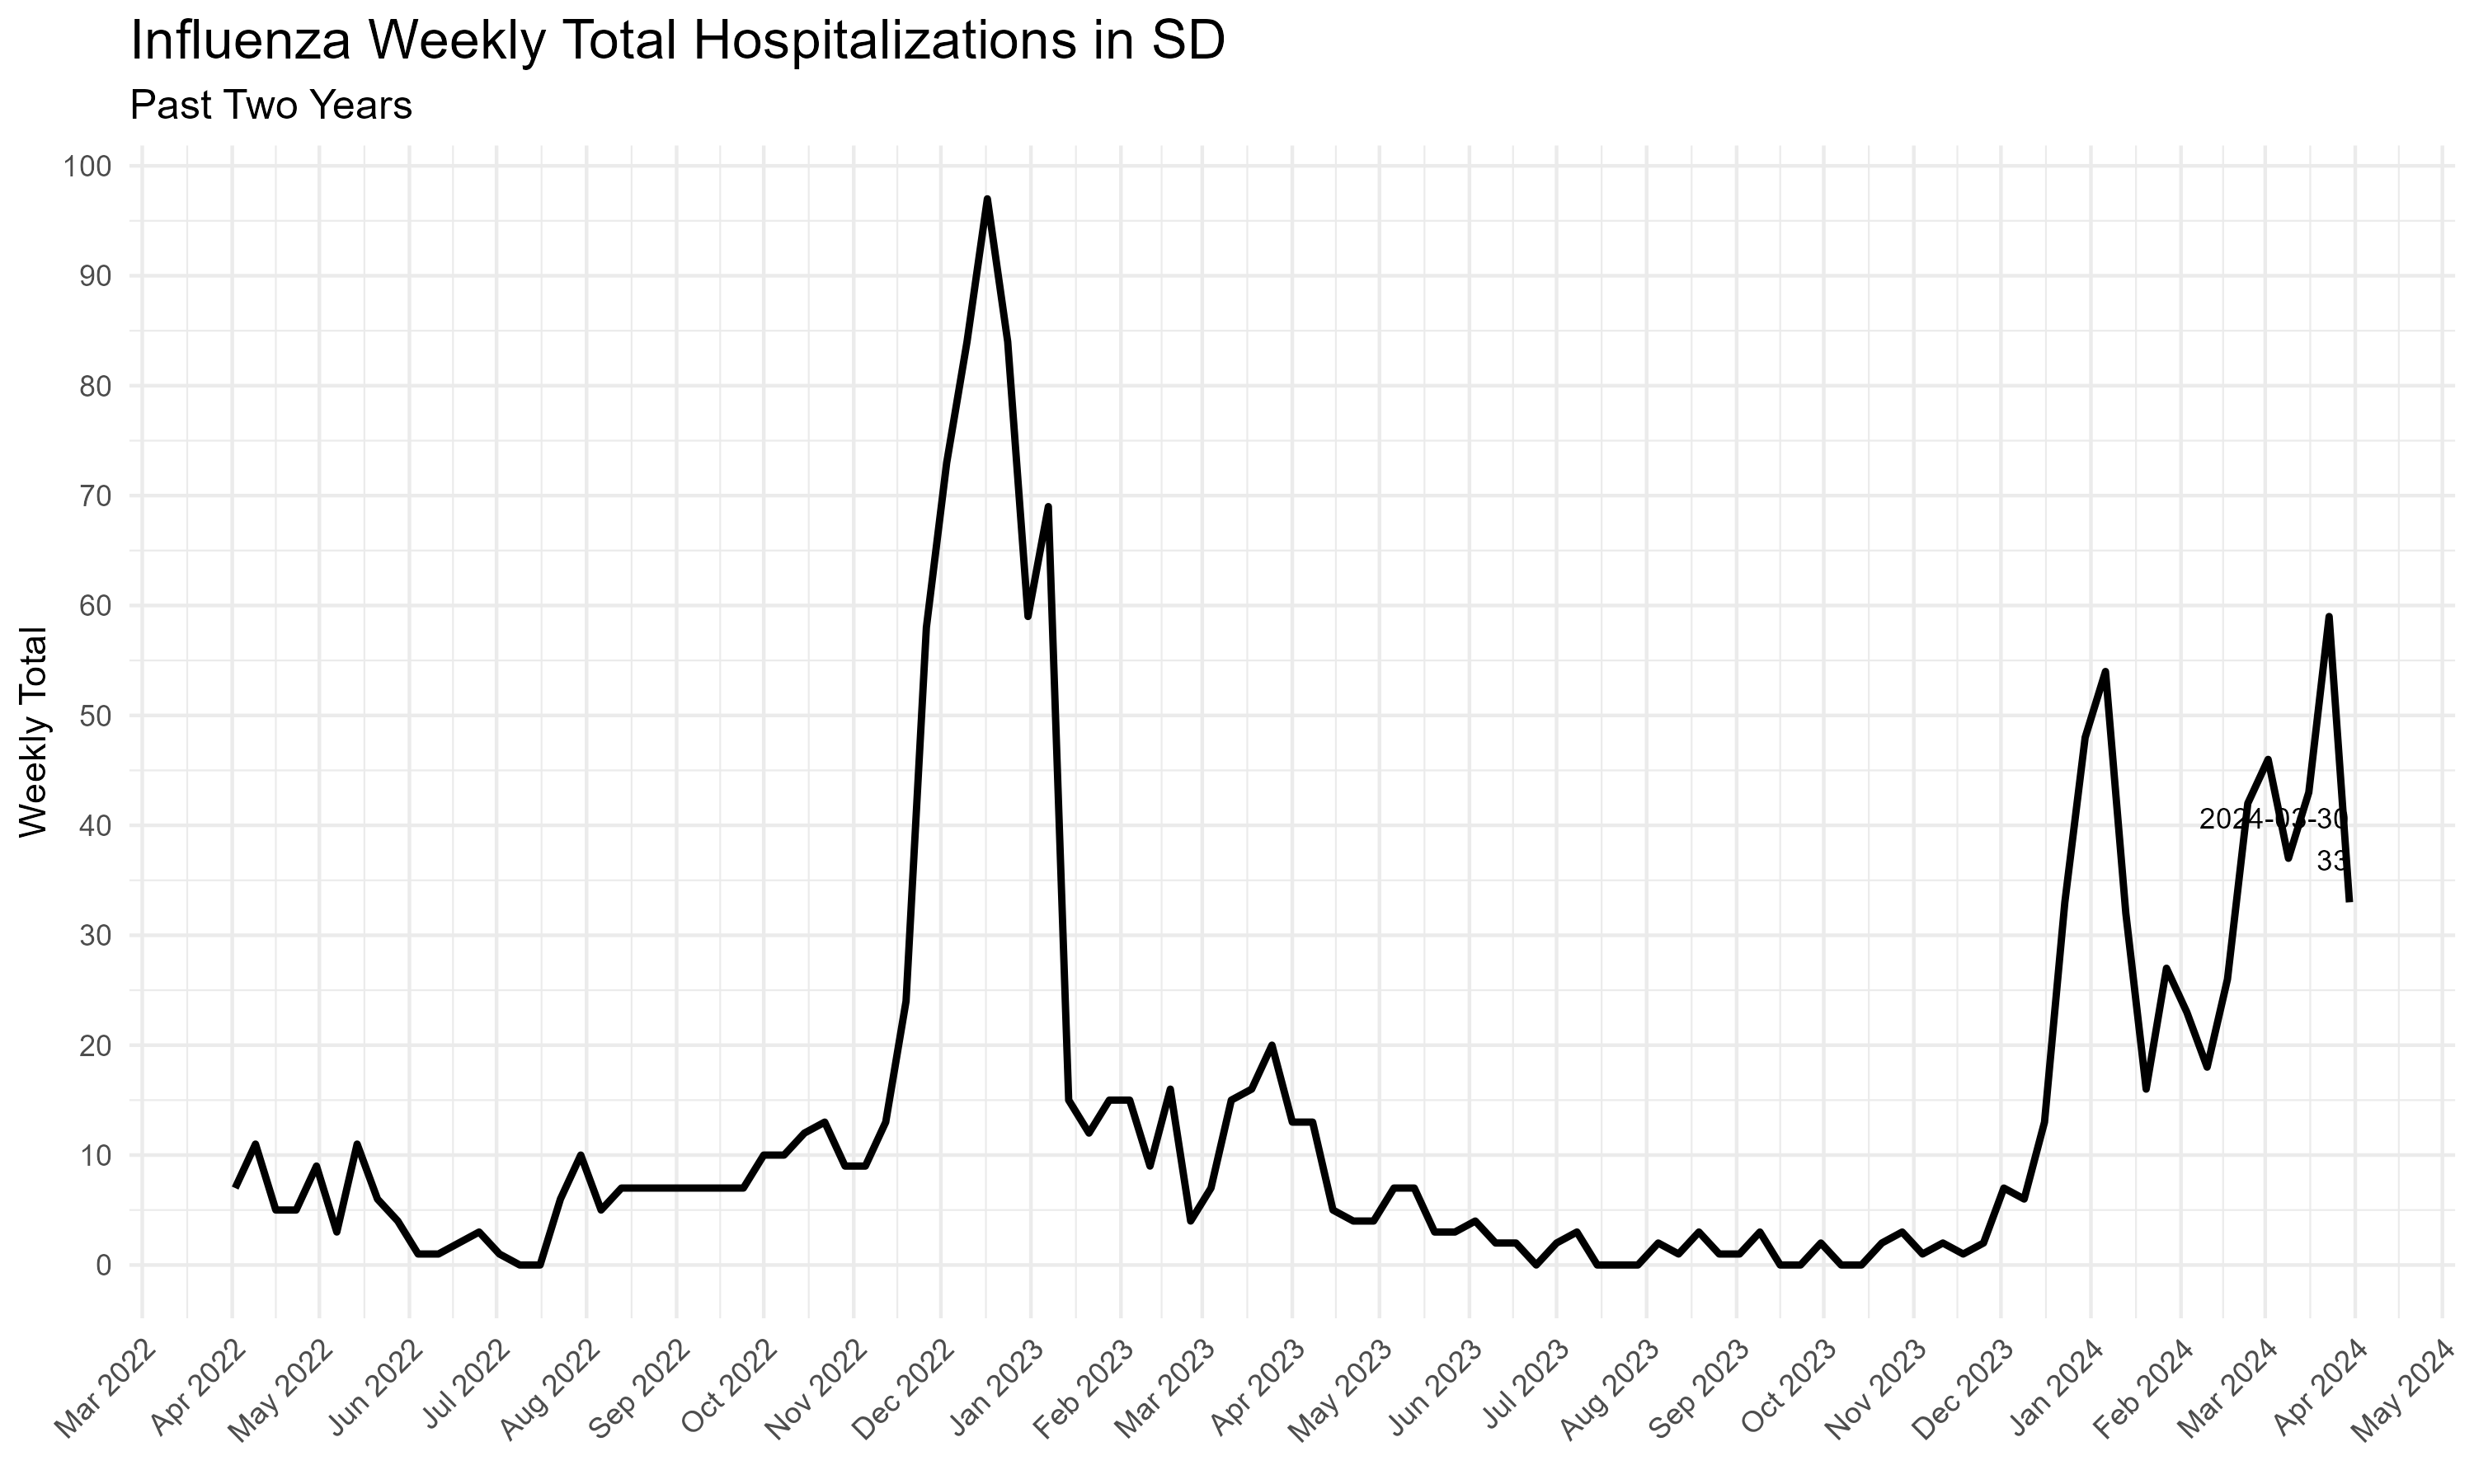 Influenza Weekly Total Hospitalizations in SD
Past Two Years
Weekly Total
100
90
80
70
60
50
40
30
20
10
0
2024-03-30
33
Mar 2022
Apr 2022
May 2022
Jun 2022
Jul 2022
Aug 2022
Sep 2022
Oct 2022
Nov 2022
Dec 2022
Jan 2023
Feb 2023
Mar 2023
Apr 2023
May 2023
Jun 2023
Jul 2023
Aug 2023
Sep 2023
Oct 2023
Nov 2023
Dec 2023
Jan 2024
Feb 2024
Mar 2024
Apr 2024
May 2024